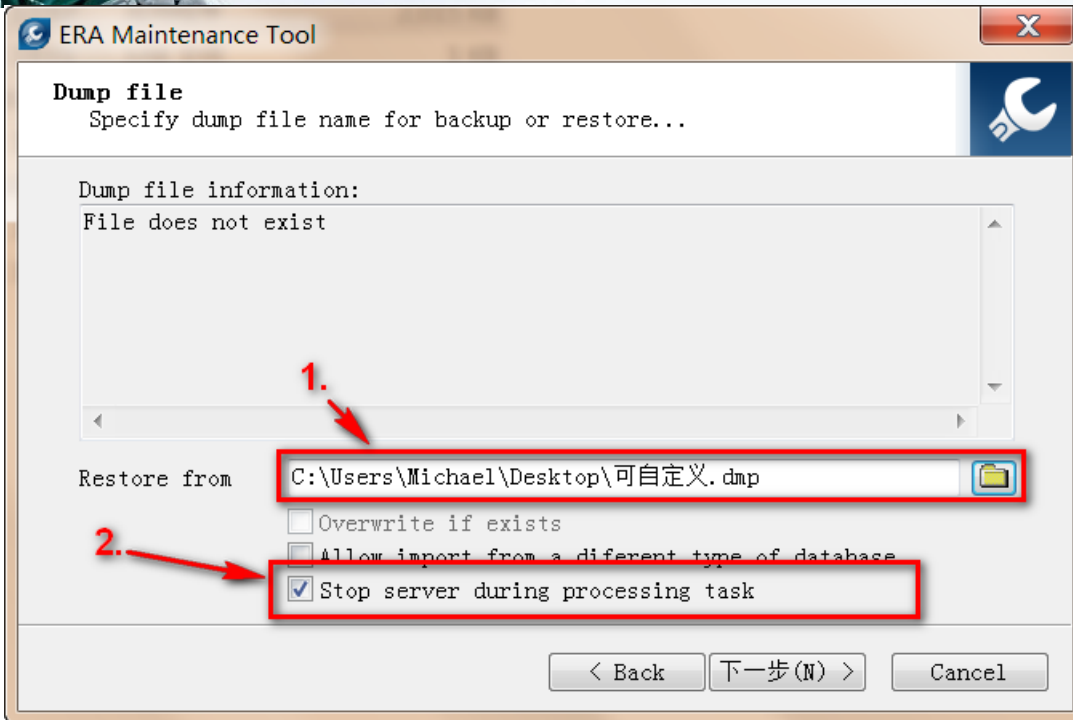 ERA Maintenance Tool
Dump file
Specify dump file name for backup or restore...
Dump file information:
File does not exist
1.
Restore from C:\Users\Michael\Desktop\可自定义.dmp
Overwrite if exists
2.
Allow import from a diferent type of database
Stop server during processing task
< Back 下一步(N) > Cancel